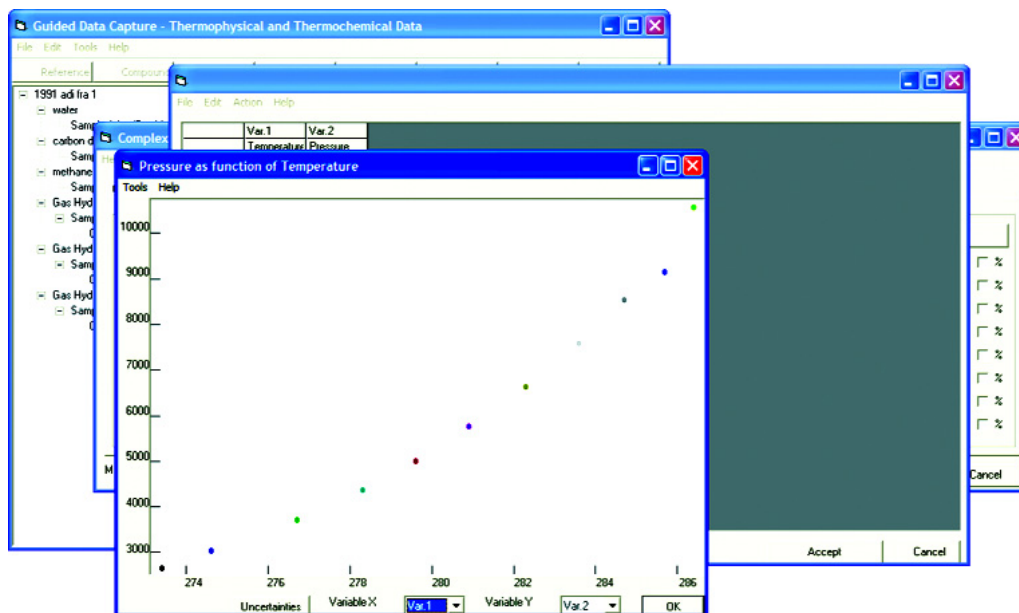 Guided Data Capture - Thermophysical and Thermochemical Data
File Edit Tools Help
Reference
1991 adi fra 1
water
carbon d
methane
Gas Hyd
Samp
Gas Hyd
Samp
Gas Hyd
Samp
File Edit Action Help
Var.1 Var.2
Temperature Pressure
Complex
Pressure as function of Temperature
Tools Help
10000
9000
8000
7000
6000
5000
4000
3000
274 276 278 280 282 284 286
Uncertainties Variable X Var.1 Variable Y Var.2 OK
%
%
%
%
%
%
%
%
Cancel
Accept Cancel